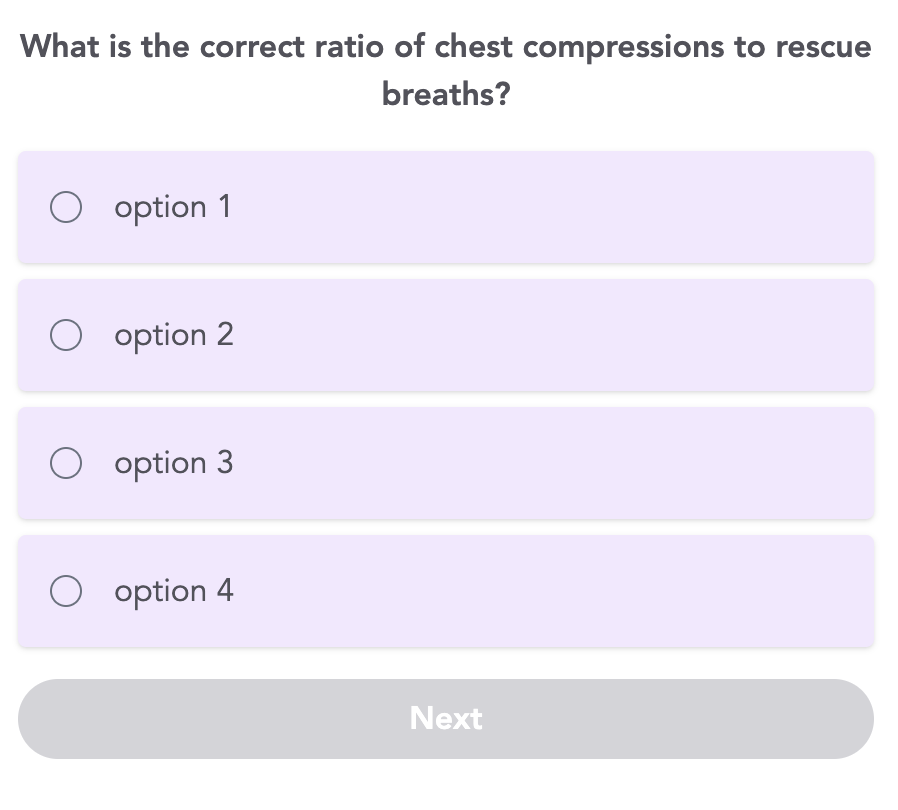 What is the correct ratio of chest compressions to rescue
breaths?
option 1
option 2
option 3
option 4
Next